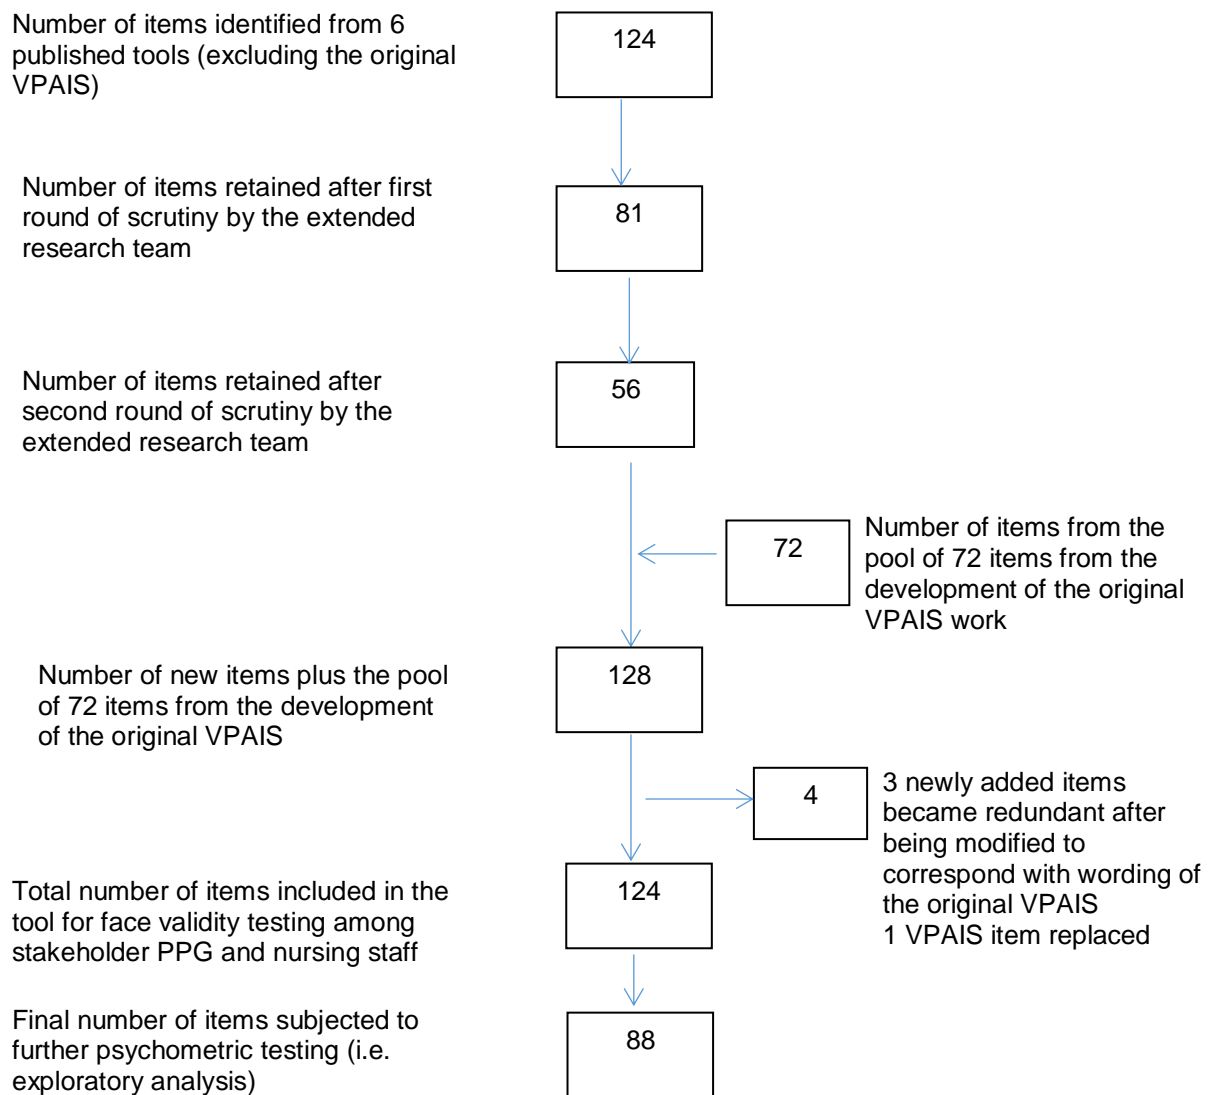 Number of items identified from 6
published tools (excluding the original
VPAIS)
124
Number of items retained after first
round of scrutiny by the extended
research team
81
Number of items retained after
second round of scrutiny by the
extended research team
56
72
Number of items from the
pool of 72 items from the
development of the original
VPAIS work
Number of new items plus the pool
of 72 items from the development
of the original VPAIS
128
4
3 newly added items
became redundant after
being modified to
correspond with wording of
the original VPAIS
1 VPAIS item replaced
Total number of items included in the
tool for face validity testing among
stakeholder PPG and nursing staff
124
Final number of items subjected to
further psychometric testing (i.e.
exploratory analysis)
88